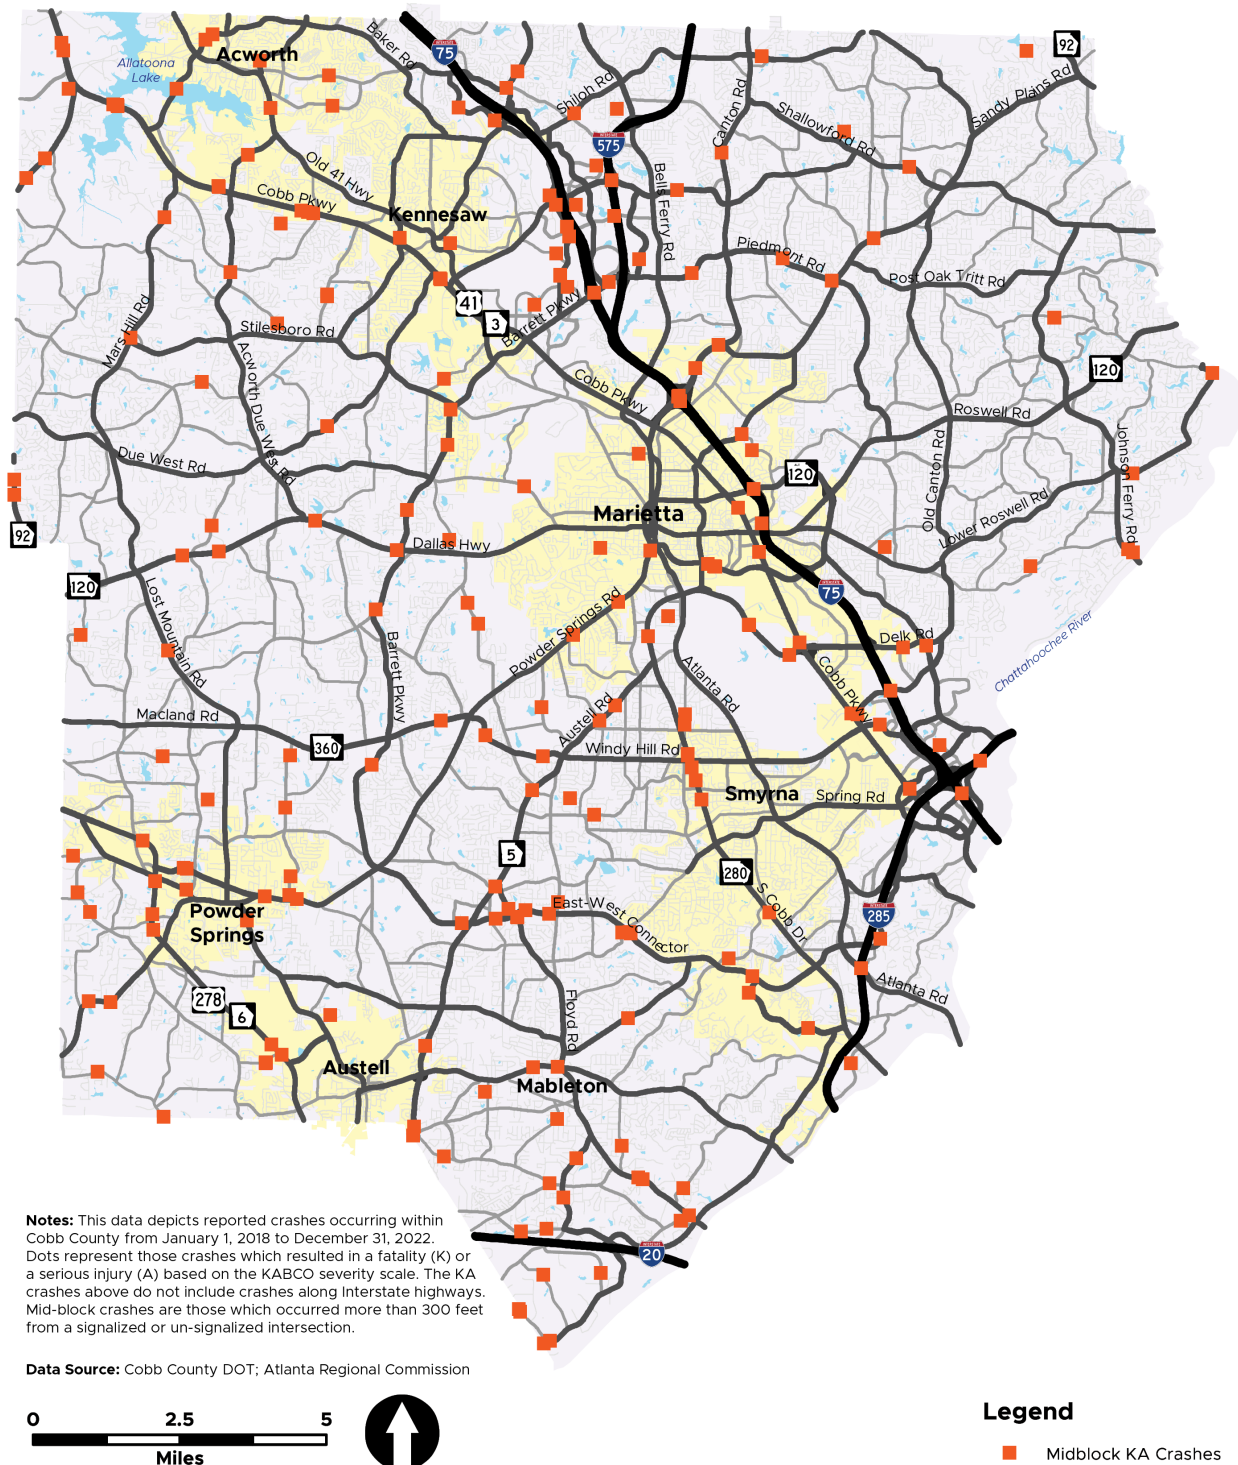 Acworth
Allatoona
Lake
Baker Rd
75
92
Sandy Plains Rd
Shiloh Rd
575
Canton Rd
Shallowford Rd
Old 41 Hwy
Cobb Pkwy
Kennesaw
Bells Ferry Rd
Piedmont Rd
Post Oak Tritt Rd
41
3
Barrett Pkwy
Mars Hill Rd
Stilesboro Rd
Acworth Due West Rd
Cobb Pkwy
120
Roswell Rd
Johnson Ferry Rd
Due West Rd
Old Canton Rd
120
Lower Roswell Rd
Marietta
92
Dallas Hwy
120
75
Lost Mountain Rd
Powder Springs Rd
Delk Rd
Chattahoochee River
Barrett Pkwy
Atlanta Rd
Cobb Pkwy
Macland Rd
Austell Rd
360
Windy Hill Rd
Smyrna
Spring Rd
5
280
S Cobb Dr
285
Powder
Springs
East-West Connector
Atlanta Rd
278
6
Floyd Rd
Austell
Mableton
20
Notes: This data depicts reported crashes occurring within
Cobb County from January 1, 2018 to December 31, 2022.
Dots represent those crashes which resulted in a fatality (K) or
a serious injury (A) based on the KABCO severity scale. The KA
crashes above do not include crashes along Interstate highways.
Mid-block crashes are those which occurred more than 300 feet
from a signalized or un-signalized intersection.
Data Source: Cobb County DOT; Atlanta Regional Commission
0 2.5 5
Miles
Legend
Midblock KA Crashes